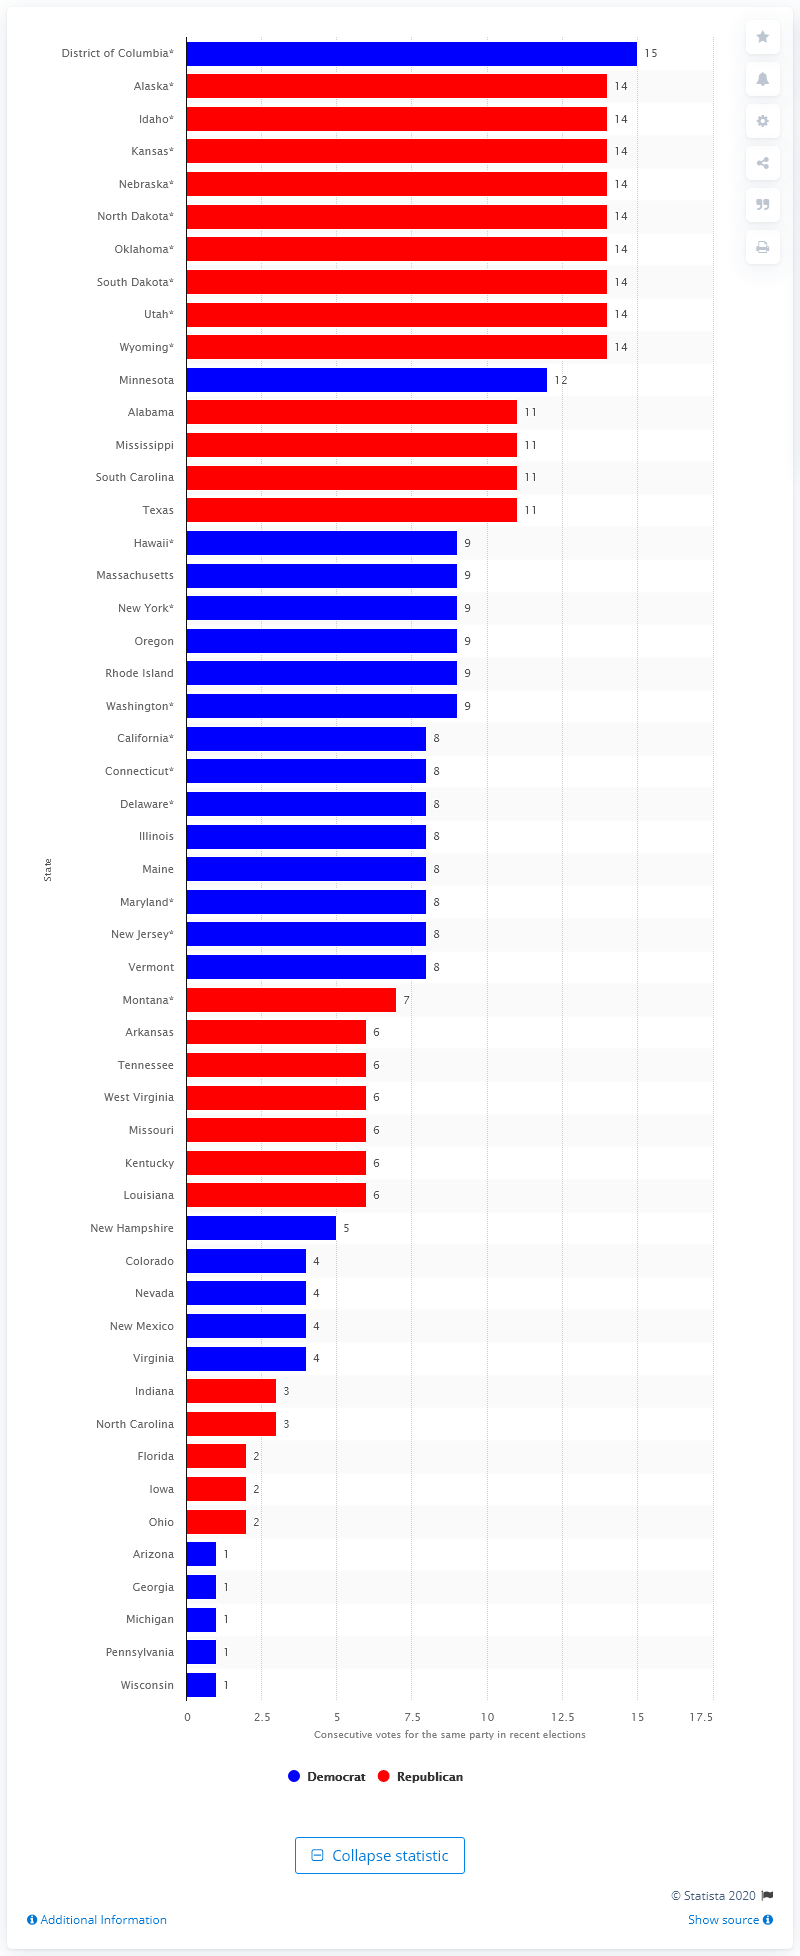 District of Columbia* 15
Alaska* 14
Idaho* 14
Kansas* 14
Nebraska* 14
North Dakota* 14
Oklahoma* 14
South Dakota* 14
Utah* 14
Wyoming* 14
Minnesota 12
Alabama 11
Mississippi 11
South Carolina 11
Texas 11
Hawaii* 9
Massachusetts 9
New York* 9
Oregon 9
Rhode Island 9
Washington* 9
California* 8
Connecticut* 8
Delaware* 8
Illinois 8
State
Maine 8
Maryland* 8
New Jersey* 8
Vermont 8
Montana* 7
Arkansas 6
Tennessee 6
West Virginia 6
Missouri 6
Kentucky 6
Louisiana 6
New Hampshire 5
Colorado 4
Nevada 4
New Mexico 4
Virginia 4
Indiana 3
North Carolina 3
Florida 2
Iowa 2
Ohio 2
Arizona 1
Georgia 1
Michigan 1
Pennsylvania 1
Wisconsin 1
0 2.5 5 7.5 10 12.5 15 17.5
Consecutive votes for the same party in recent elections
Democrat Republican
Collapse statistic
© Statista 2020
Additional Information Show source